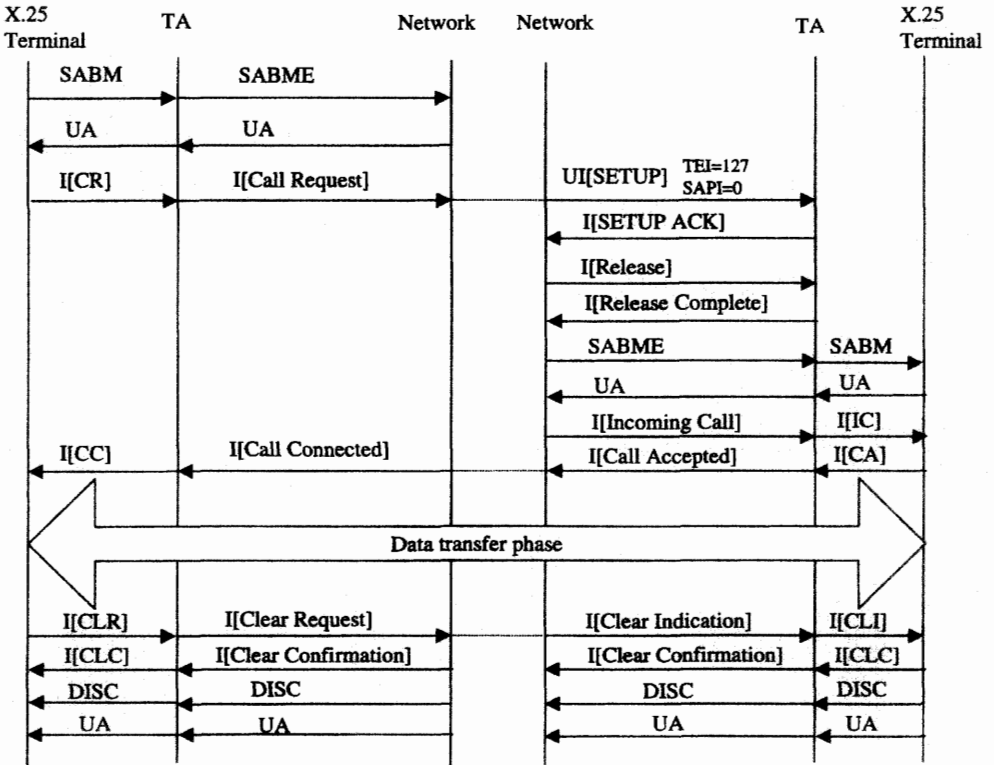 X.25 Terminal TA Network Network TA X.25 Terminal
SABM SABME
UA UA
I[CR] I[Call Request] UI[SETUP] TEI=127 SAPI=0
I[SETUP ACK]
I[Release]
I[Release Complete]
SABME SABM
UA UA
I[Incoming Call] I[IC]
I[CC] I[Call Connected] I[Call Accepted] I[CA]
Data transfer phase
I[CLR] I[Clear Request] I[Clear Indication] I[CLI]
I[CLC] I[Clear Confirmation] I[Clear Confirmation] I[CLC]
DISC DISC DISC DISC
UA UA UA UA